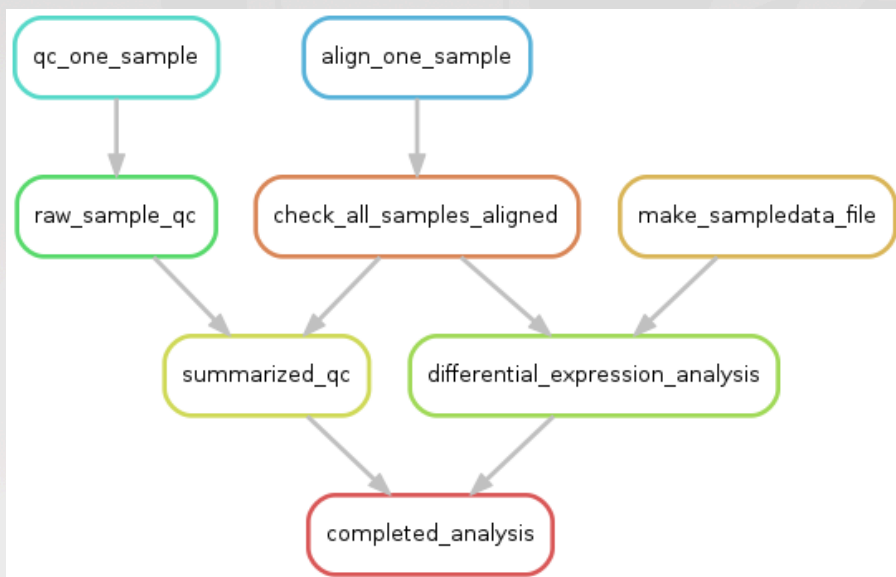 qc_one_sample
align_one_sample
raw_sample_qc
check_all_samples_aligned
make_sampledata_file
summarized_qc
differential_expression_analysis
completed_analysis